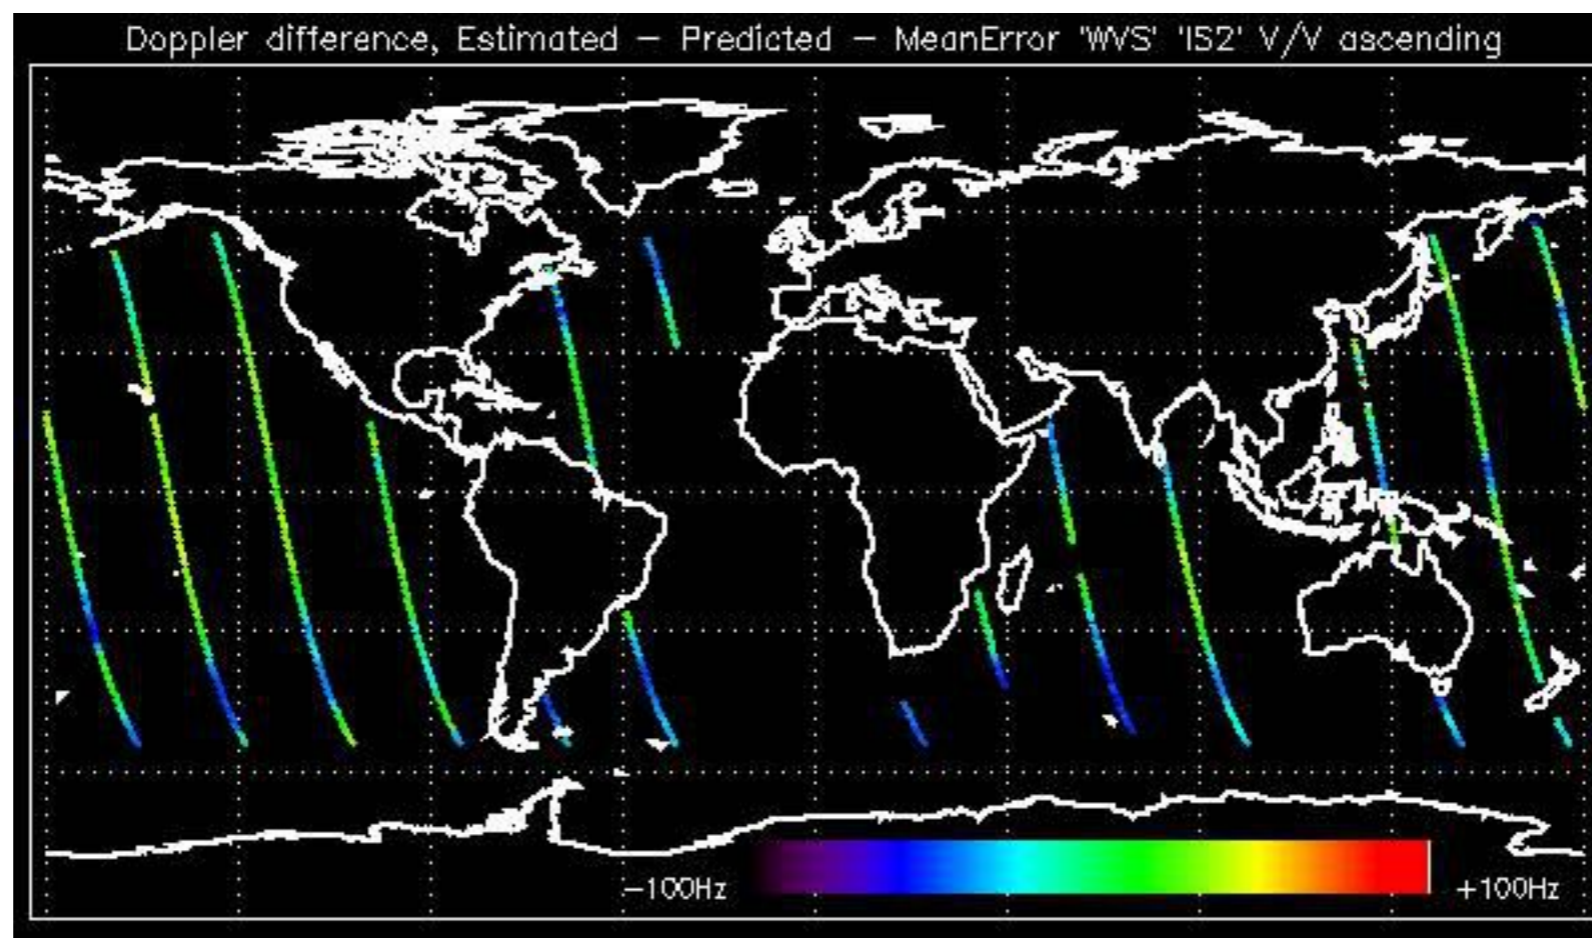 Doppler difference, Estimated – Predicted – MeanError 'WVS' 'IS2' V/V ascending
−100Hz
+100Hz